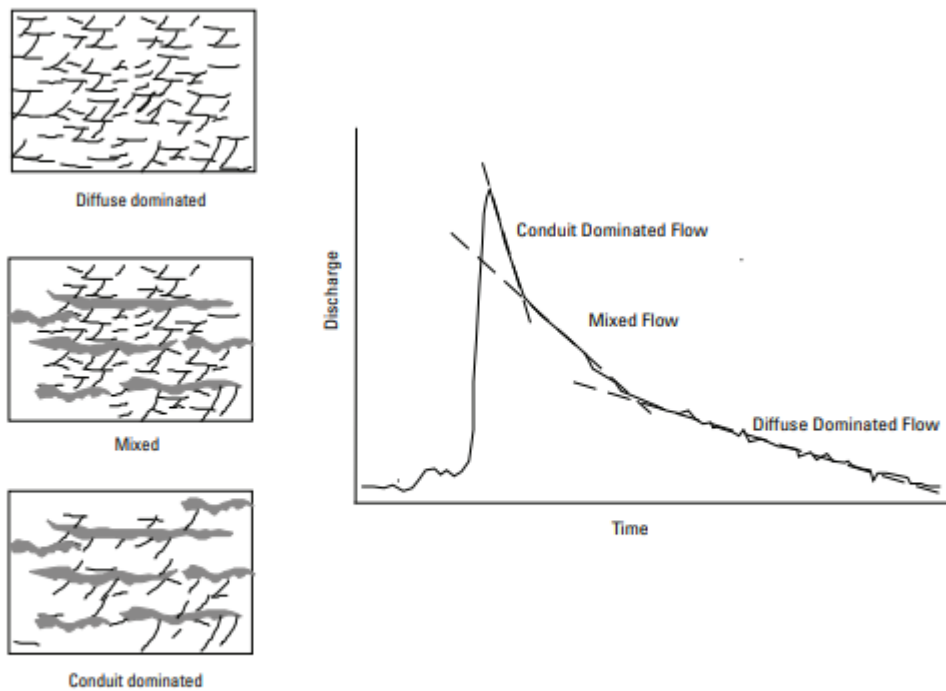 Diffuse dominated
Mixed
Conduit dominated
Discharge
Conduit Dominated Flow
Mixed Flow
Diffuse Dominated Flow
Time